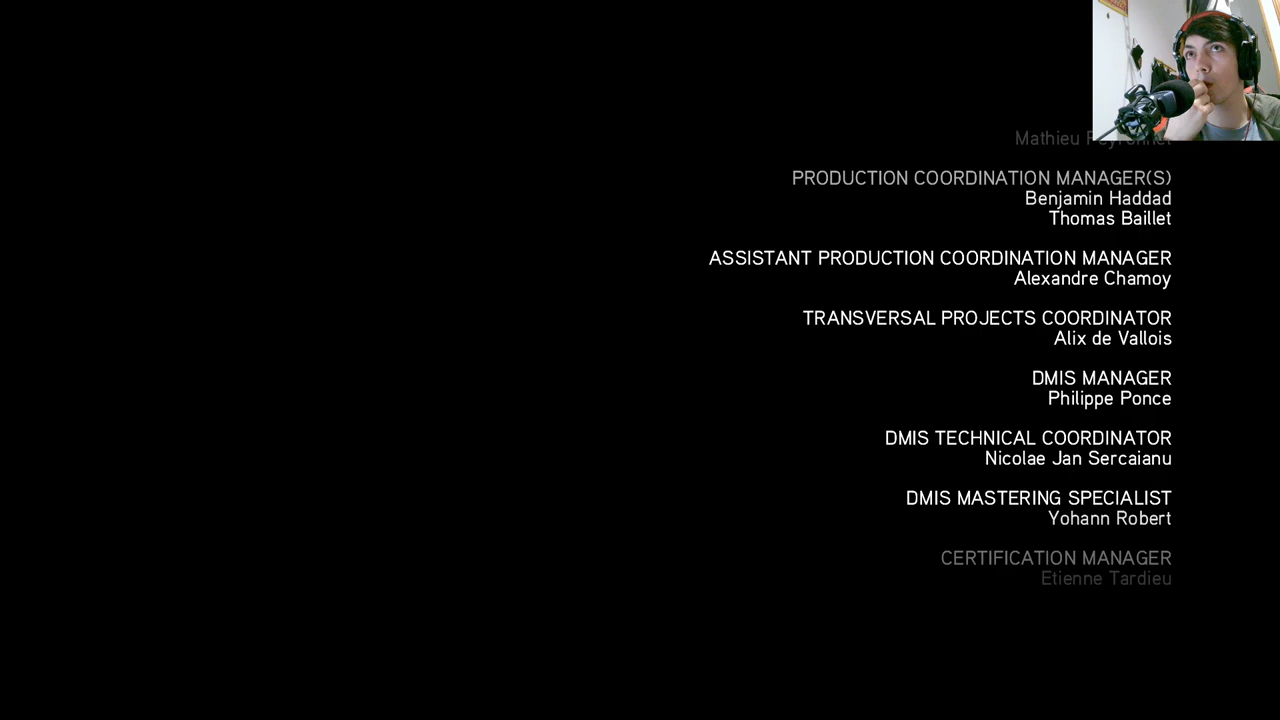 Mathieu
PRODUCTION COORDINATION MANAGER(S)
Benjamin Haddad
Thomas Baillet
ASSISTANT PRODUCTION COORDINATION MANAGER
Alexandre Chamoy
TRANSVERSAL PROJECTS COORDINATOR
Alix de Vallois
DMIS MANAGER
Philippe Ponce
DMIS TECHNICAL COORDINATOR
Nicolae Jan Sercaianu
DMIS MASTERING SPECIALIST
Yohann Robert
CERTIFICATION MANAGER
Etienne Tardieu